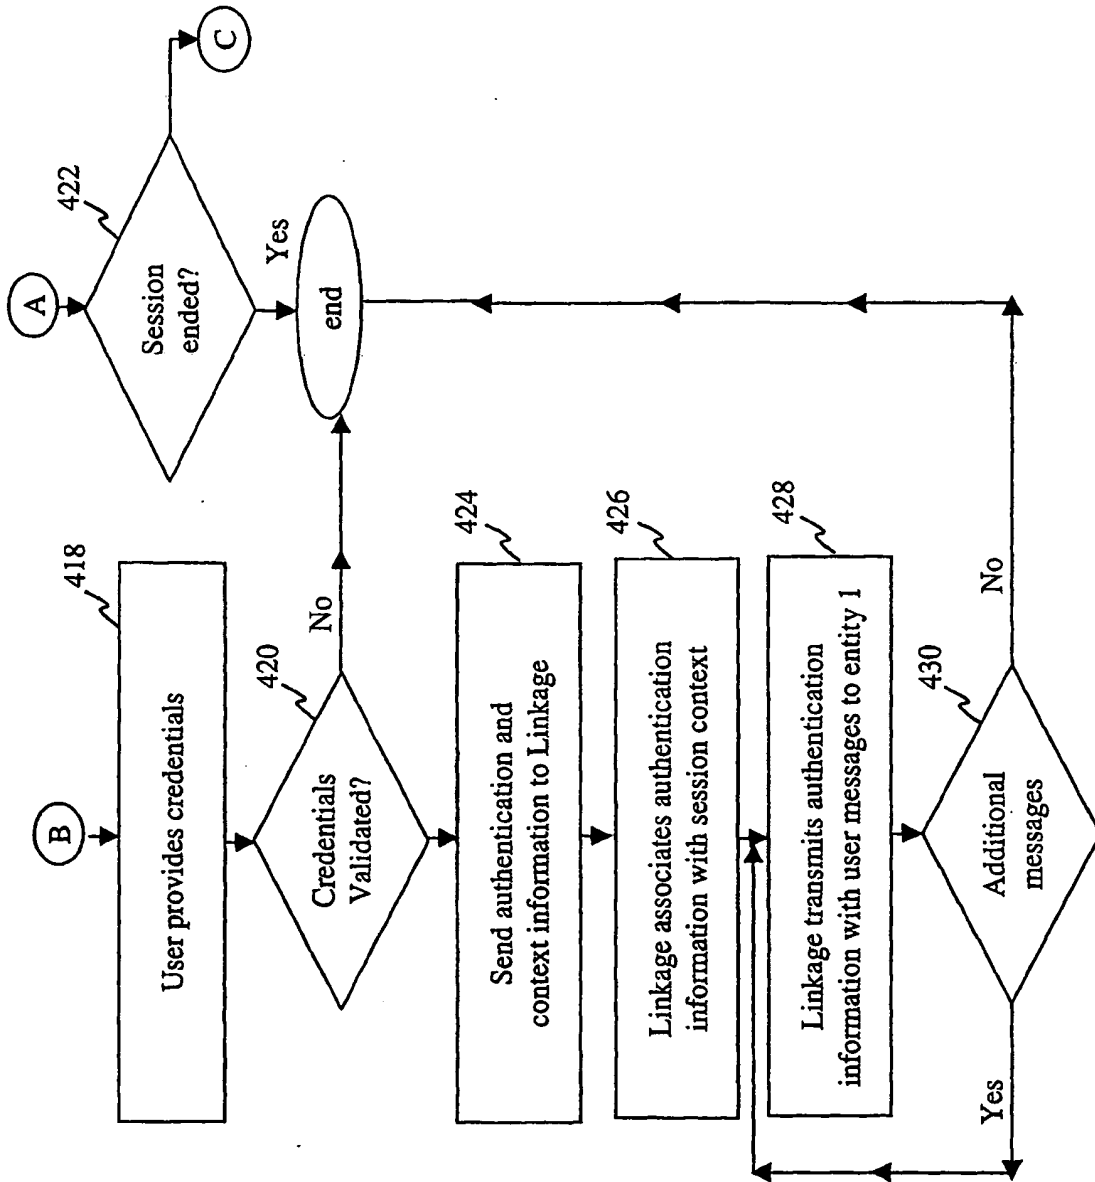 A
Session
ended?
422
C
Yes
end
B
User provides credentials
418
Credentials
Validated?
420
No
Send authentication and
context information to Linkage
424
Linkage associates authentication
information with session context
426
Linkage transmits authentication
information with user messages to entity 1
428
Additional
messages
430
Yes
No